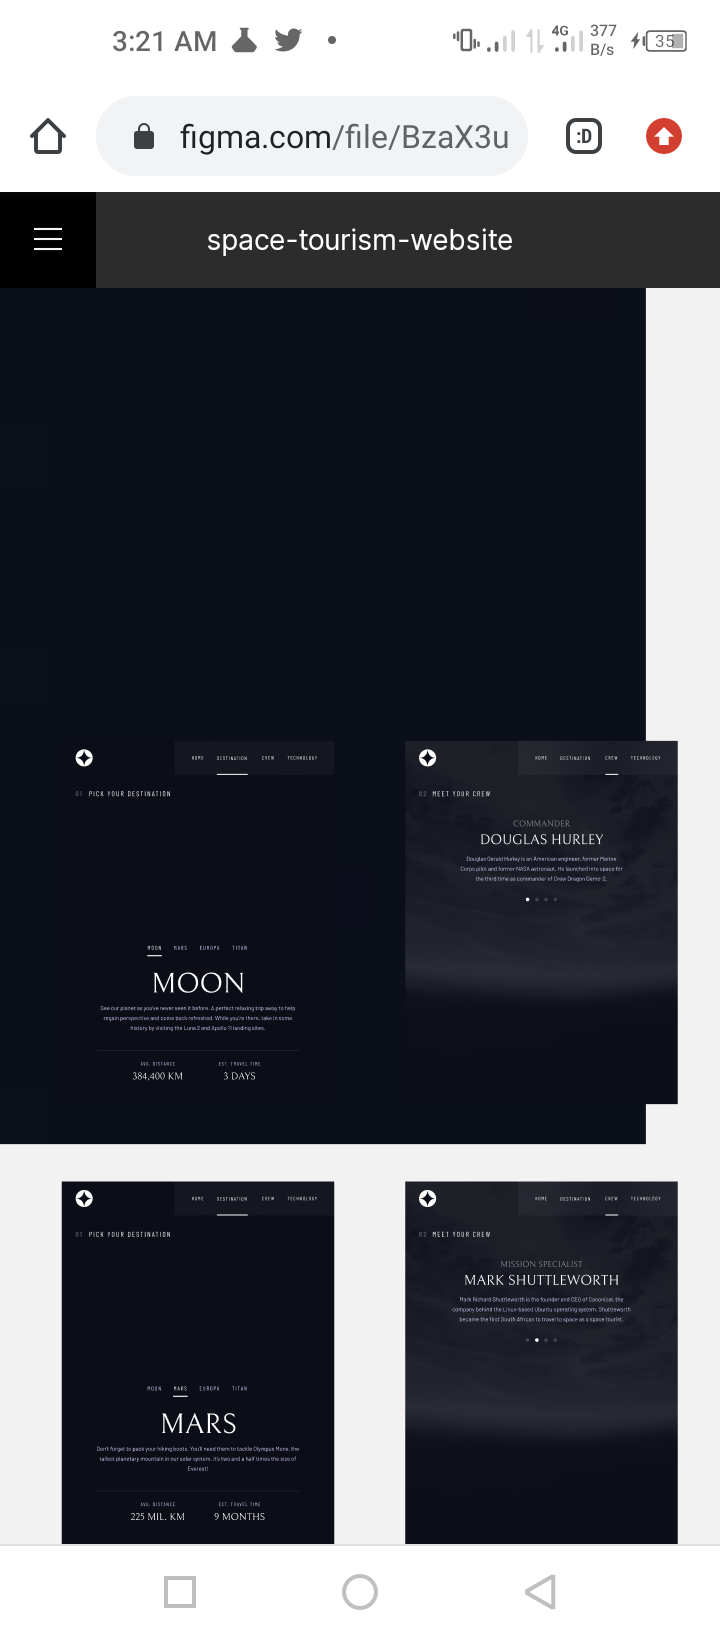 3:21 AM
4G
377
B/s
35
figma.com/file/BzaX3u
:D
space-tourism-website
HOME DESTINATION CREW TECHNOLOGY
01 PICK YOUR DESTINATION
MOON MARS EUROPA TITAN
MOON
See our planet as you've never seen it before. A perfect relaxing trip away to help
regain perspective and come back refreshed. While you're there, take in some
history by visiting the Luna 2 and Apollo 11 landing sites.
AVG. DISTANCE EST. TRAVEL TIME
384,400 KM 3 DAYS
HOME DESTINATION CREW TECHNOLOGY
02 MEET YOUR CREW
COMMANDER
DOUGLAS HURLEY
Douglas Gerald Hurley is an American engineer, former Marine
Corps pilot and former NASA astronaut. He launched into space for
the third time as commander of Crew Dragon Demo-2.
HOME DESTINATION CREW TECHNOLOGY
01 PICK YOUR DESTINATION
MOON MARS EUROPA TITAN
MARS
Don't forget to pack your hiking boots. You'll need them to tackle Olympus Mons, the
tallest planetary mountain in our solar system. It's two and a half times the size of
Everest!
AVG. DISTANCE EST. TRAVEL TIME
225 MIL. KM 9 MONTHS
HOME DESTINATION CREW TECHNOLOGY
02 MEET YOUR CREW
MISSION SPECIALIST
MARK SHUTTLEWORTH
Mark Richard Shuttleworth is the founder and CEO of Canonical, the
company behind the Linux-based Ubuntu operating system. Shuttleworth
became the first South African to travel to space as a space tourist.